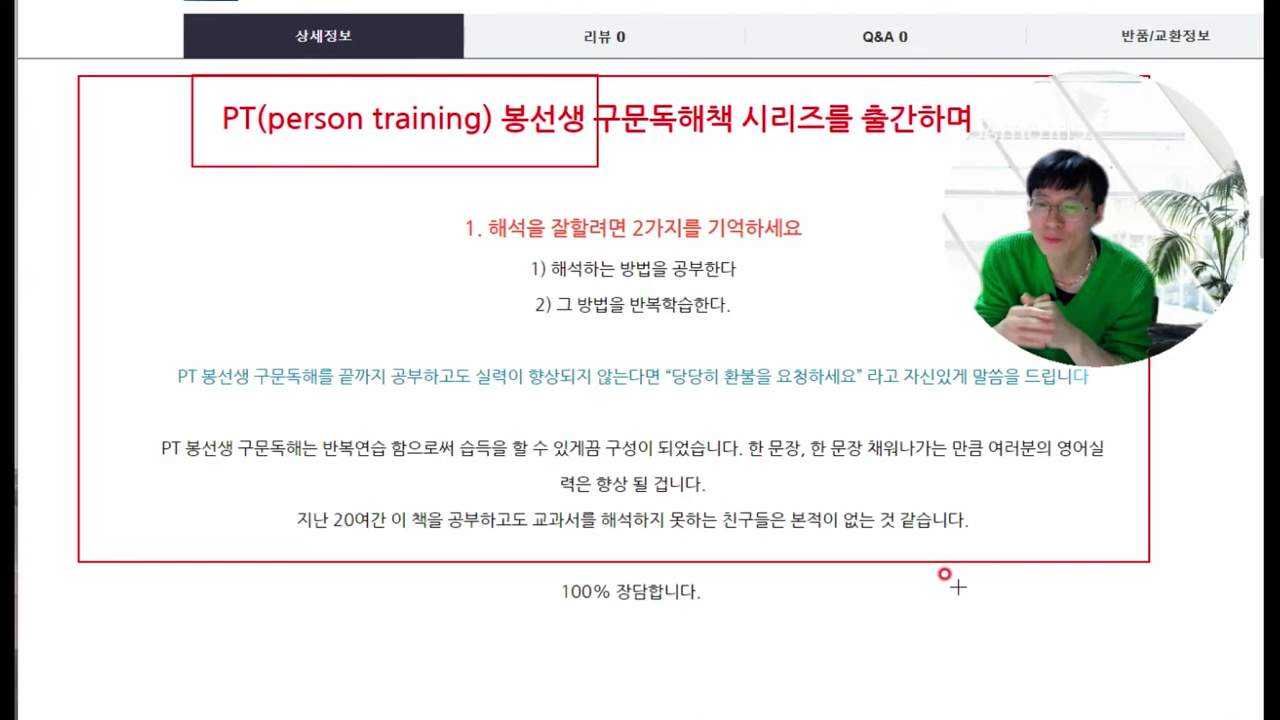 상세정보
리뷰 0
Q&A 0
반품/교환정보
PT(person training) 봉선생 구문독해책 시리즈를 출간하며
1. 해석을 잘할려면 2가지를 기억하세요
1) 해석하는 방법을 공부한다
2) 그 방법을 반복학습한다.
PT 봉선생 구문독해를 끝까지 공부하고도 실력이 향상되지 않는다면 “당당히 환불을 요청하세요” 라고 자신있게 말씀을 드립니다
PT 봉선생 구문독해는 반복연습 함으로써 습득을 할 수 있게끔 구성이 되었습니다. 한 문장, 한 문장 채워나가는 만큼 여러분의 영어실
력은 향상 될 겁니다.
지난 20여간 이 책을 공부하고도 교과서를 해석하지 못하는 친구들은 본적이 없는 것 같습니다.
100% 장담합니다.